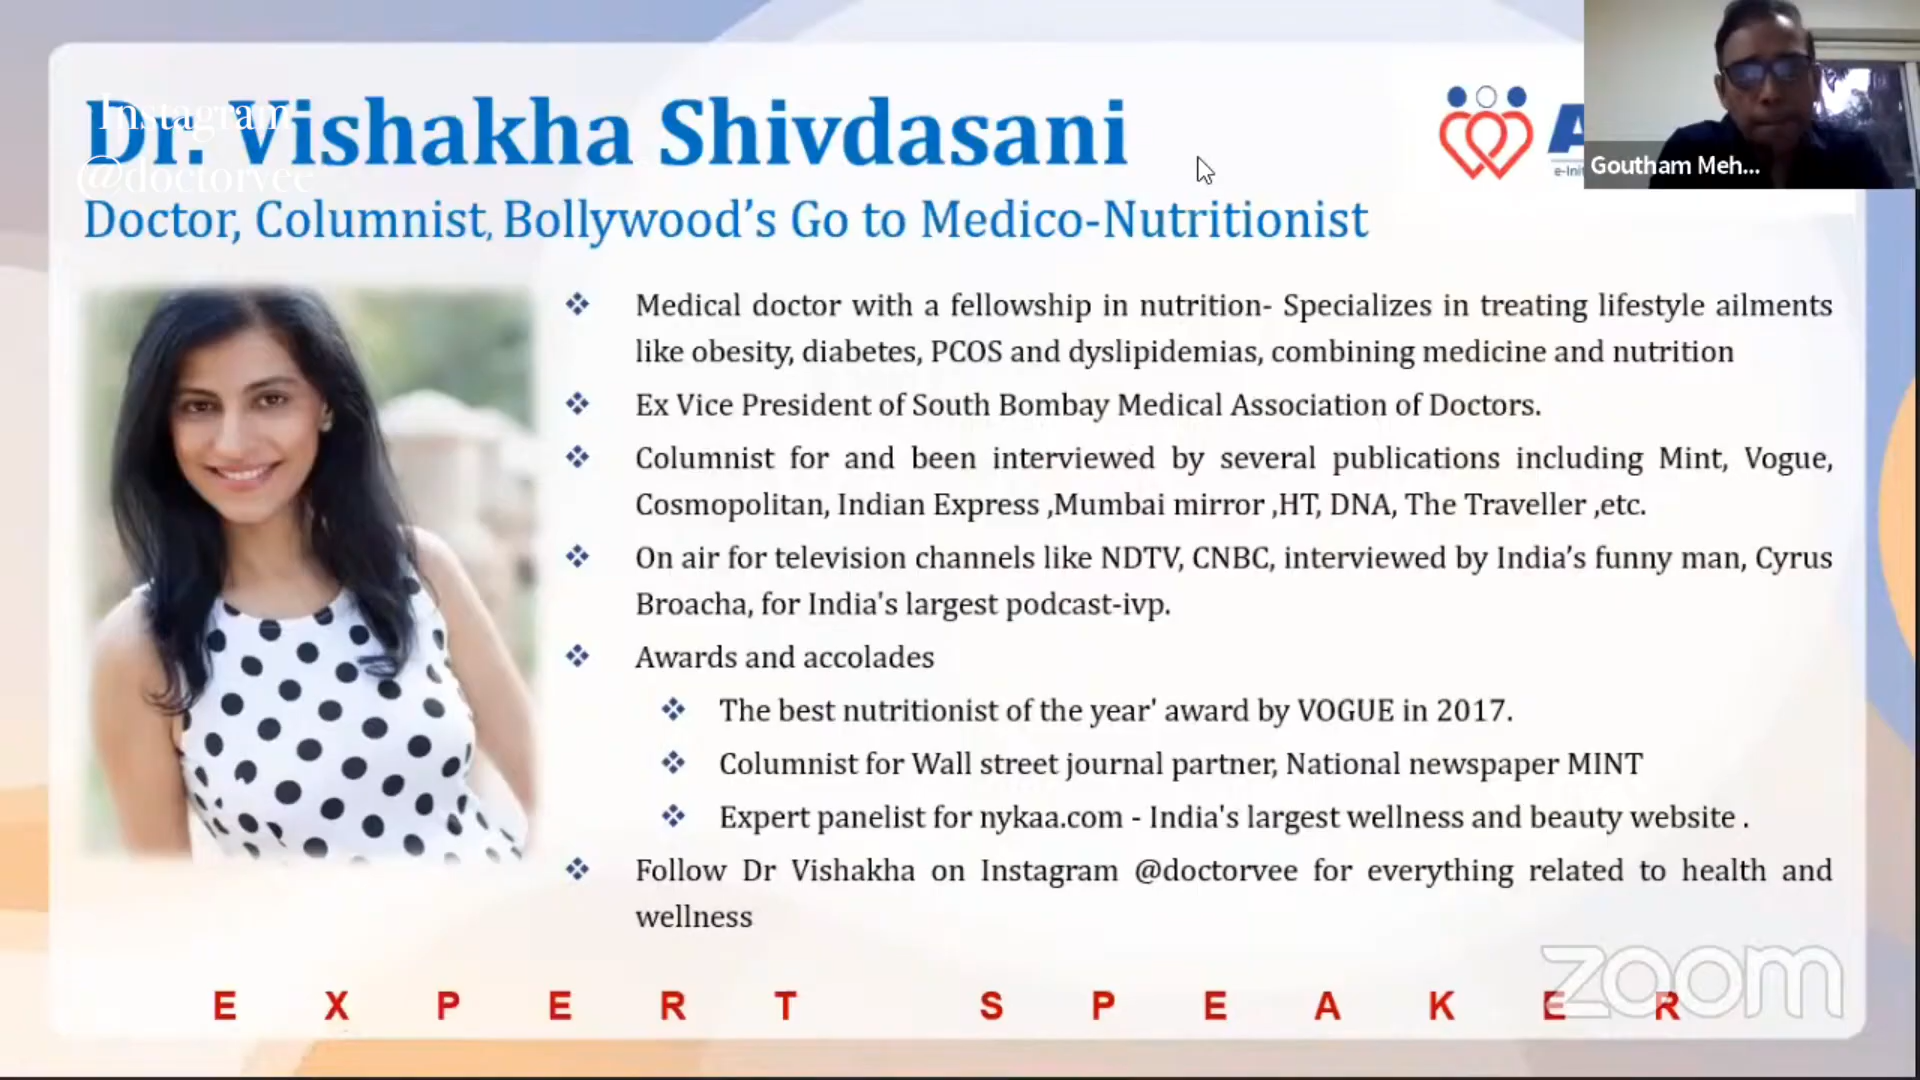 Instagram
@doctorvee
Dr. Vishakha Shivdasani
Doctor, Columnist, Bollywood's Go to Medico-Nutritionist
Goutham Meh...
Medical doctor with a fellowship in nutrition- Specializes in treating lifestyle ailments
like obesity, diabetes, PCOS and dyslipidemias, combining medicine and nutrition
Ex Vice President of South Bombay Medical Association of Doctors.
Columnist for and been interviewed by several publications including Mint, Vogue,
Cosmopolitan, Indian Express ,Mumbai mirror ,HT, DNA, The Traveller ,etc.
On air for television channels like NDTV, CNBC, interviewed by India's funny man, Cyrus
Broacha, for India's largest podcast-ivp.
Awards and accolades
The best nutritionist of the year' award by VOGUE in 2017.
Columnist for Wall street journal partner, National newspaper MINT
Expert panelist for nykaa.com - India's largest wellness and beauty website .
Follow Dr Vishakha on Instagram @doctorvee for everything related to health and
wellness
EXPERT SPEAKER
zoom